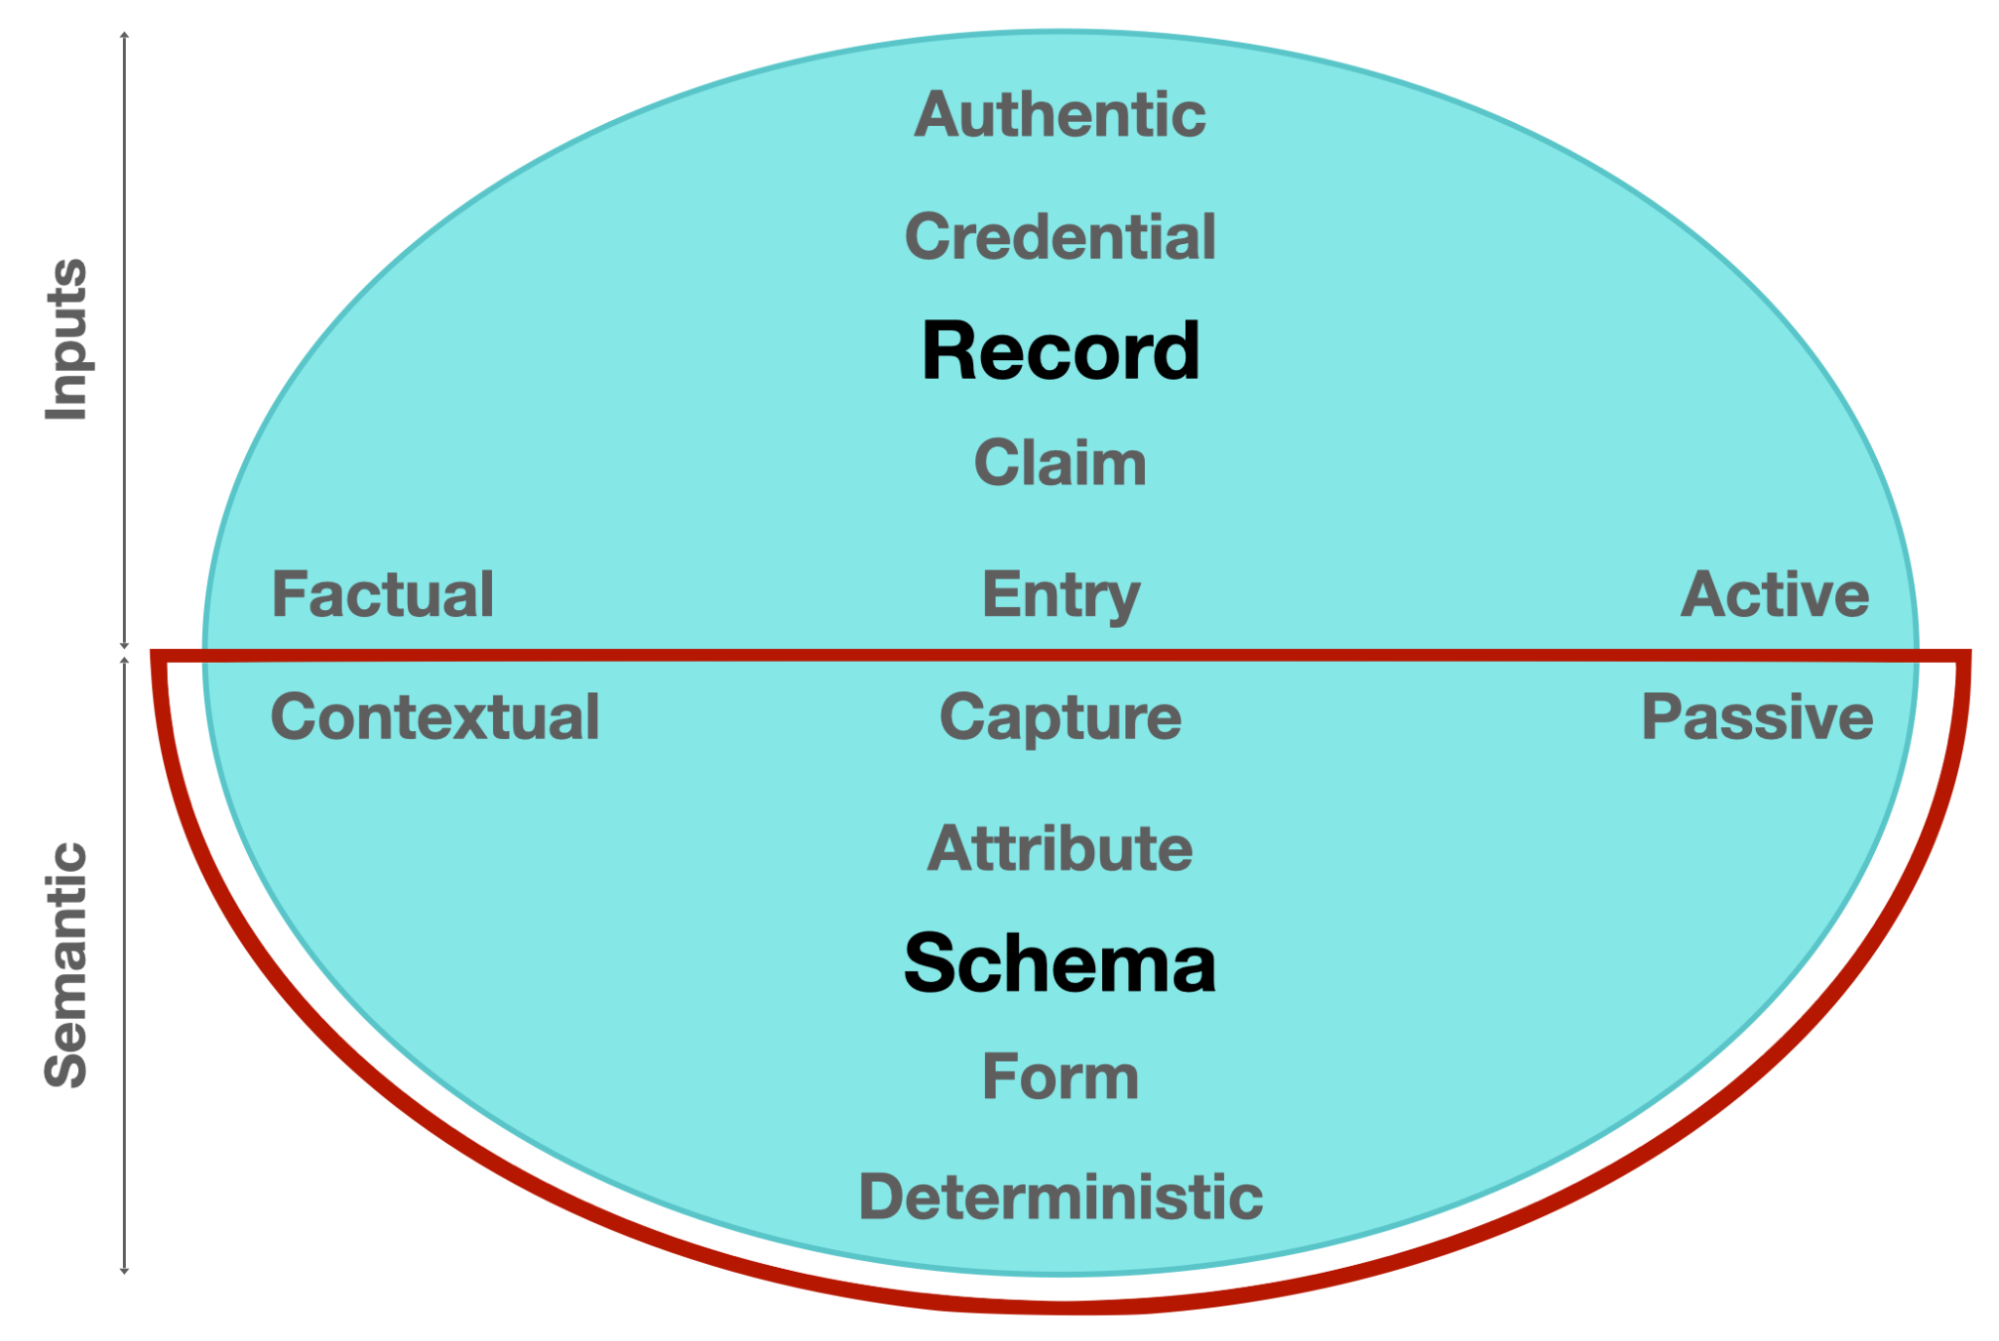 Inputs
Authentic
Credential
Record
Claim
Factual Entry Active
Semantic
Contextual Capture Passive
Attribute
Schema
Form
Deterministic